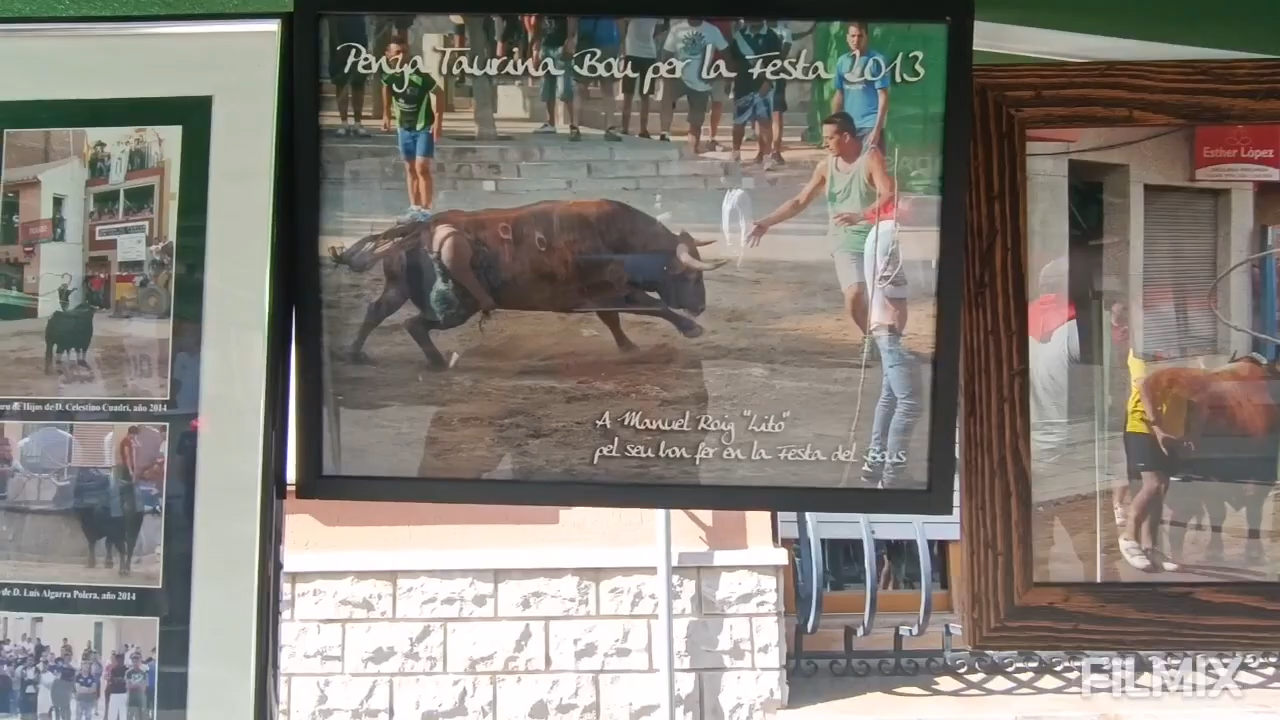 Penya Taurina Bou per la Festa 2013
A Manuel Roig "Lito"
pel seu bon fer en la Festa del Bous
Esther López
de Hijos de D. Celestino Cuadri, año 2014
de D. Luis Algarra Polera, año 2014
FILMIX